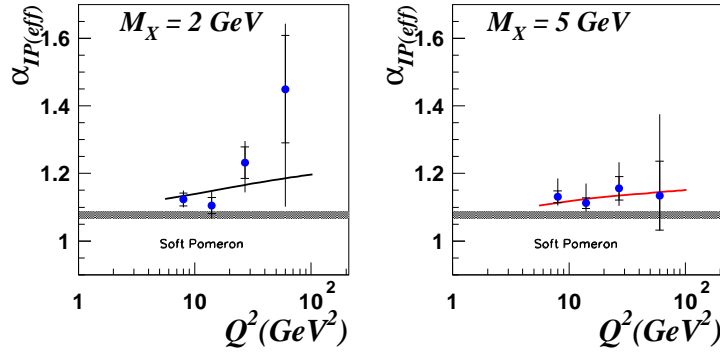 M_X = 2 GeV
α_IP(eff)
1.6
1.4
1.2
1
Soft Pomeron
1 10 10^2
Q^2(GeV^2)
M_X = 5 GeV
α_IP(eff)
1.6
1.4
1.2
1
Soft Pomeron
1 10 10^2
Q^2(GeV^2)